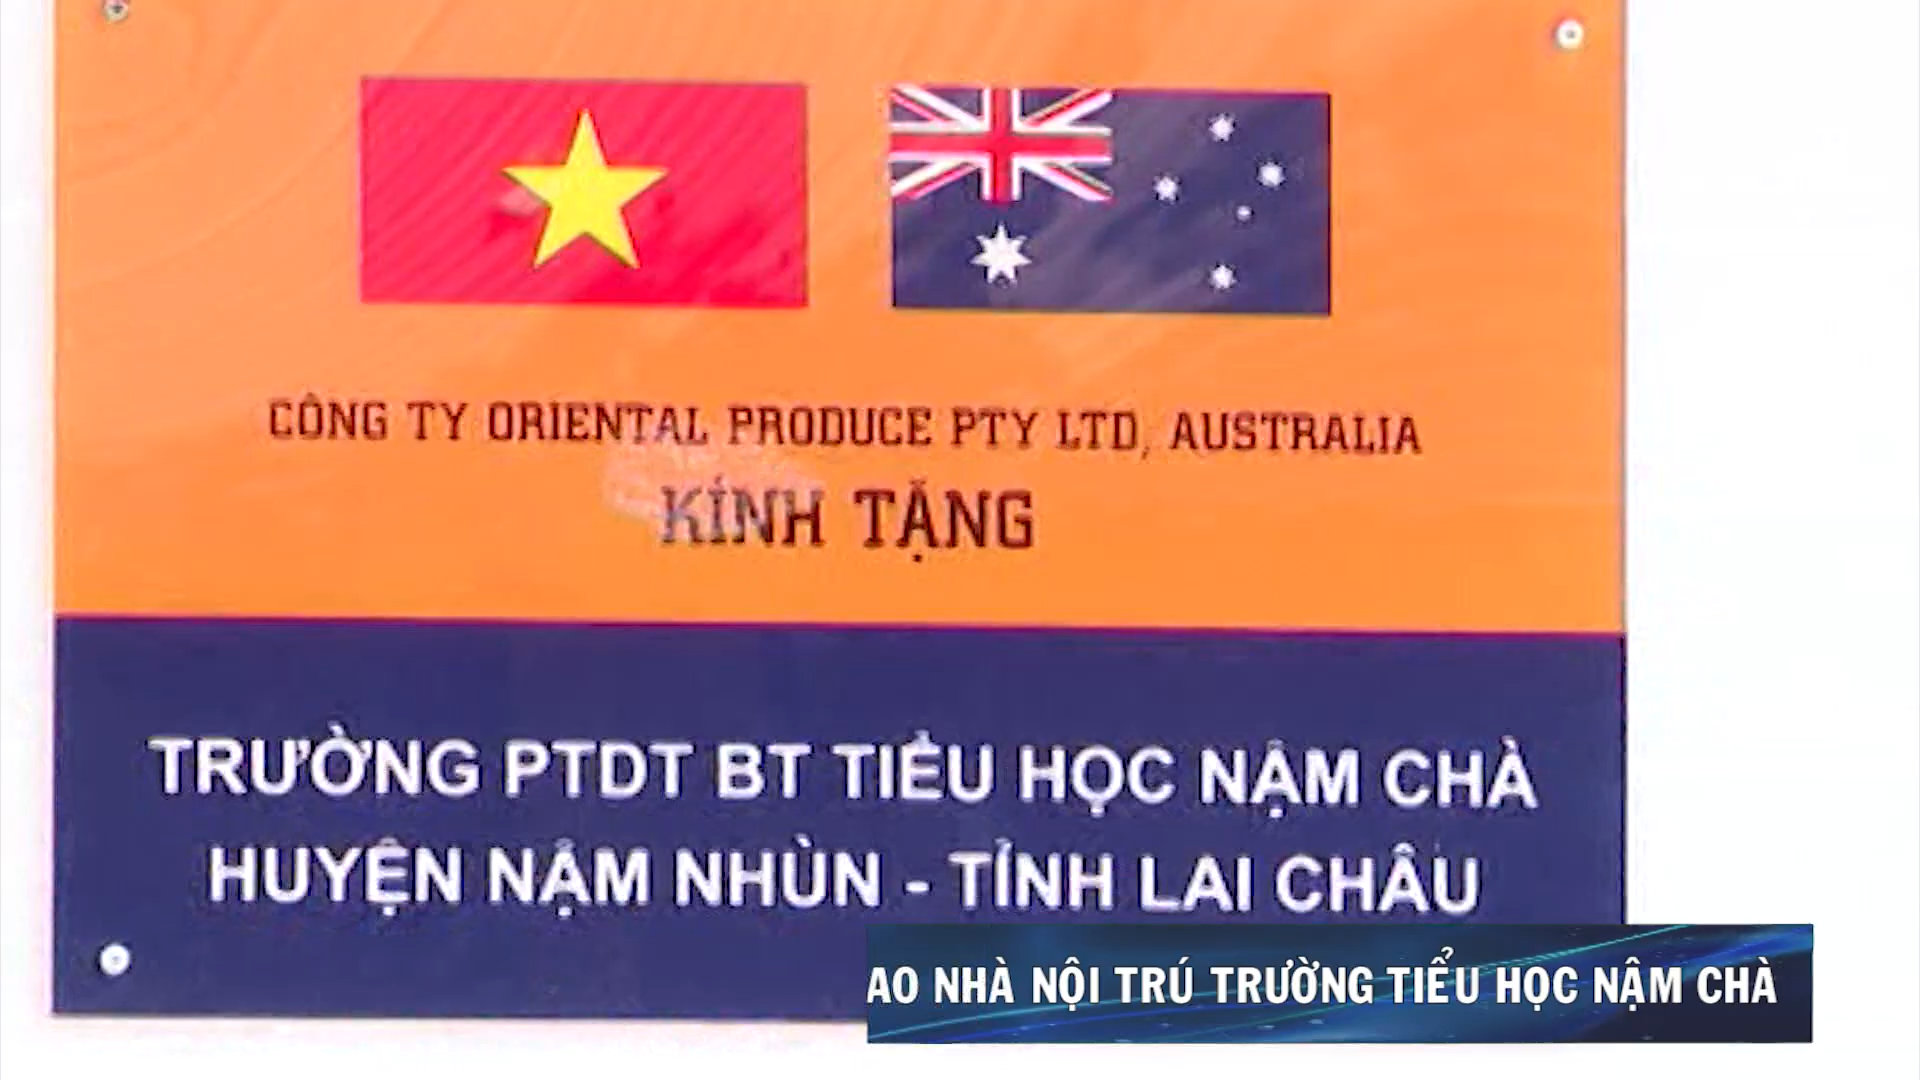 CÔNG TY ORIENTAL PRODUCE PTY LTD, AUSTRALIA
KÍNH TẶNG
TRƯỜNG PTDT BT TIỂU HỌC NẬM CHÀ
HUYỆN NẬM NHÙN - TỈNH LAI CHÂU
AO NHÀ NỘI TRÚ TRƯỜNG TIỂU HỌC NẬM CHÀ